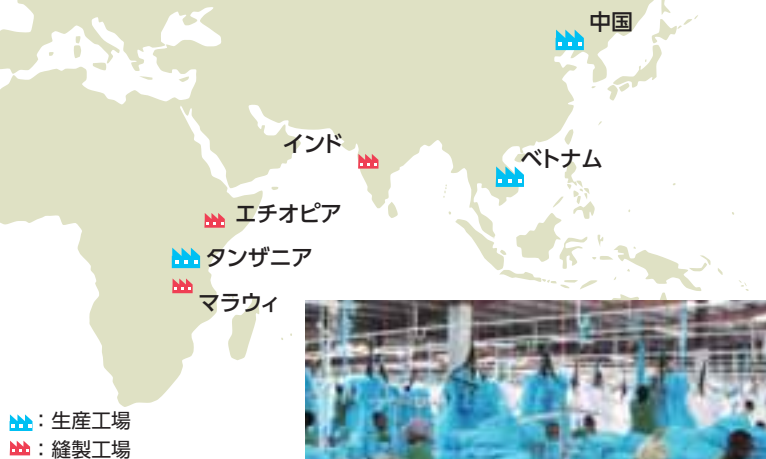 中国
インド
ベトナム
エチオピア
タンザニア
マラウィ
：生産工場
：縫製工場